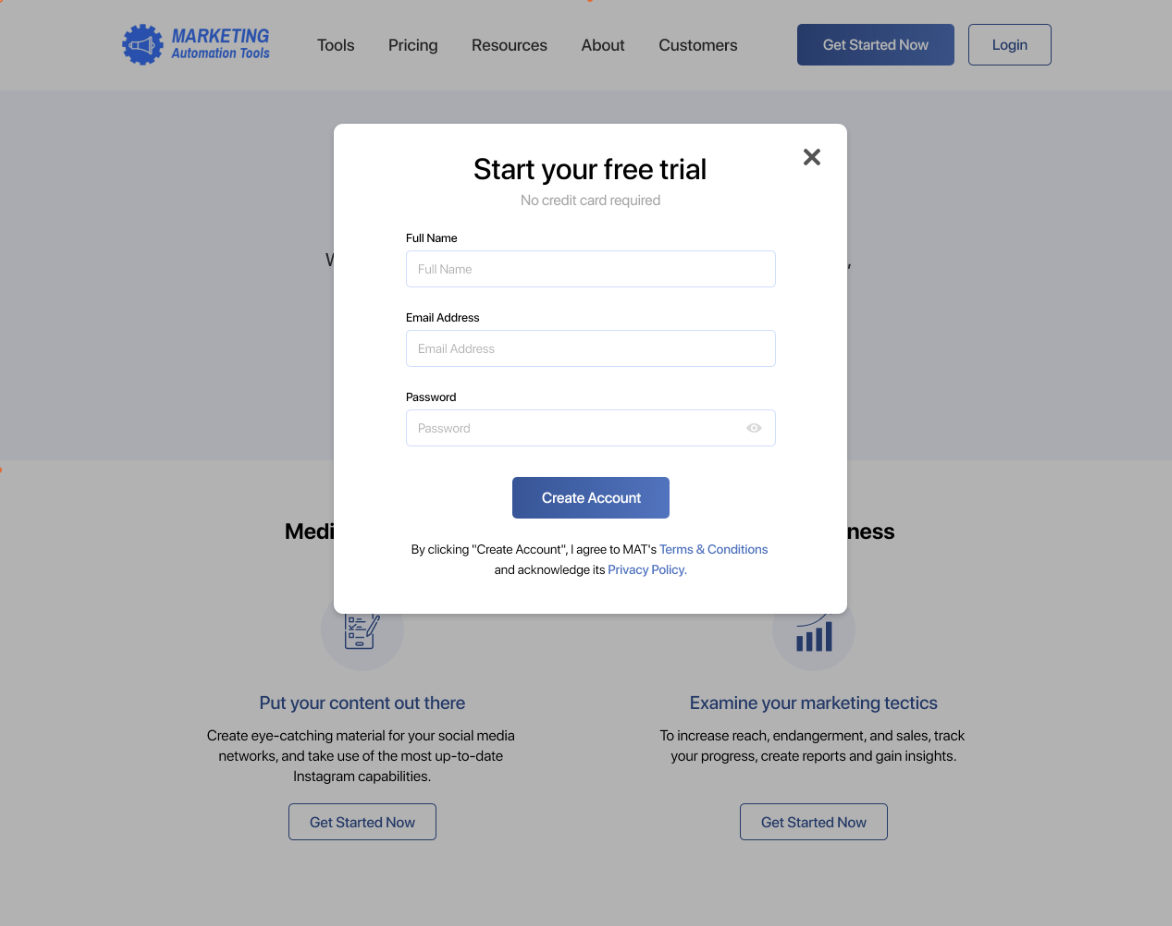 MARKETING
Automation Tools
Tools
Pricing
Resources
About
Customers
Get Started Now
Login
Start your free trial
No credit card required
Full Name
Full Name
Email Address
Email Address
Password
Password
Create Account
By clicking "Create Account", I agree to MAT's Terms & Conditions
and acknowledge its Privacy Policy.
Put your content out there
Create eye-catching material for your social media
networks, and take use of the most up-to-date
Instagram capabilities.
Get Started Now
Examine your marketing tectics
To increase reach, endangerment, and sales, track
your progress, create reports and gain insights.
Get Started Now